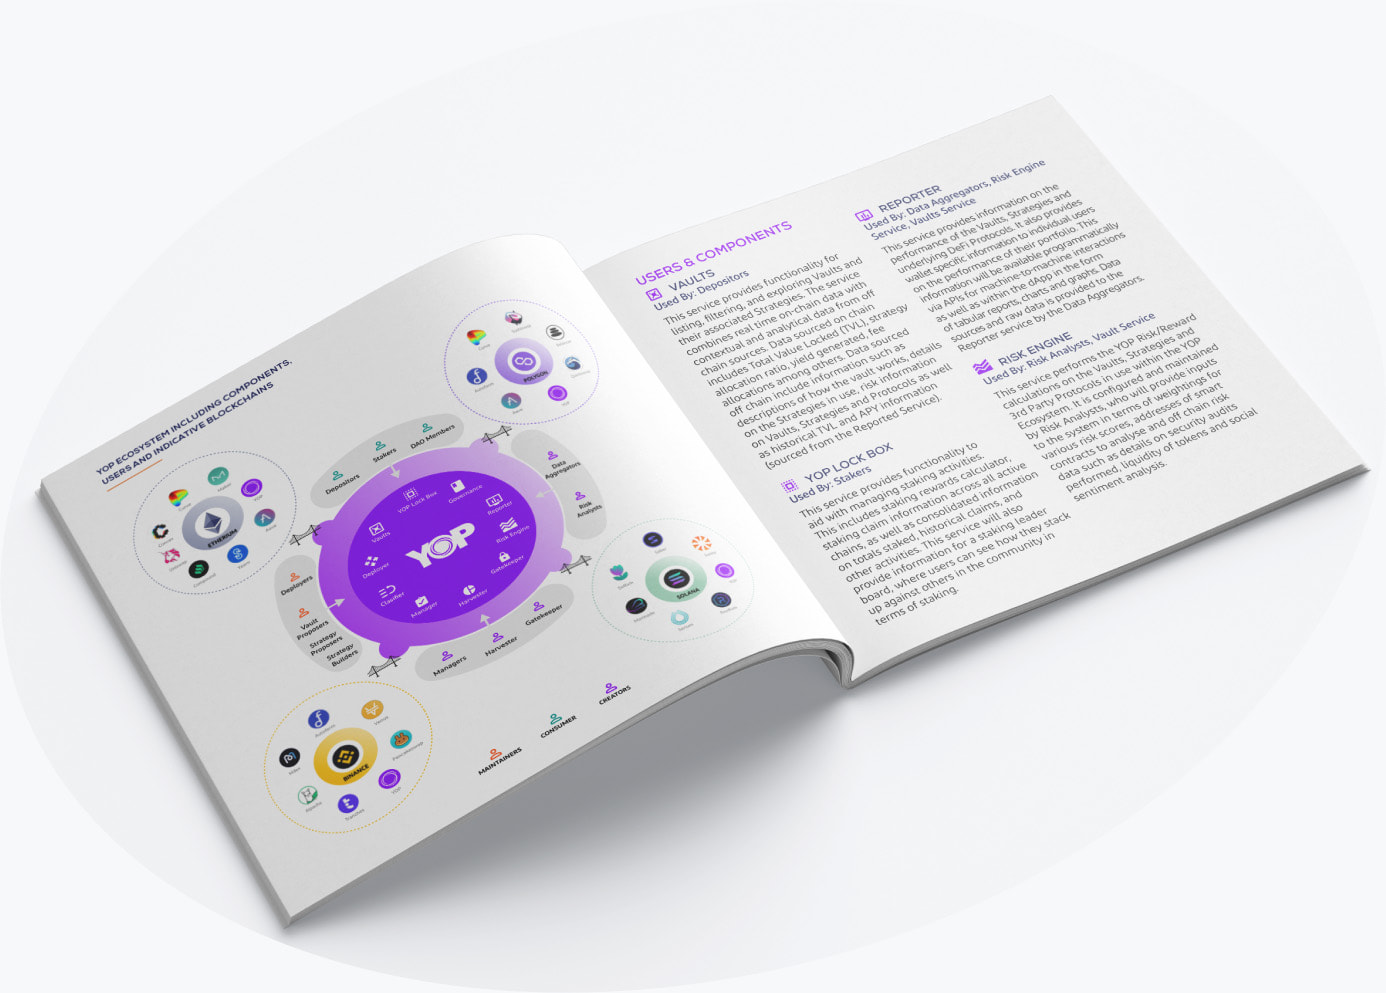 YOP ECOSYSTEM INCLUDING COMPONENTS,
USERS AND INDICATIVE BLOCKCHAINS
Curve
YOP
Aave
ETHEREUM
Compound
Autofarm
Aave
YOP
POLYGON
Depositors
Stakers
DAO Members
Data
Aggregators
Risk
Analysts
Deployers
Vault
Proposers
Strategy
Proposers
Strategy
Builders
Managers
Harvester
Gatekeeper
YOP
YOP Lock Box
Governance
Reporter
Risk Engine
Gatekeeper
Harvester
Manager
Clasifier
Deployer
Vaults
YOP
SOLANA
Autofarm
Venus
YOP
BINANCE
MAINTAINERS
CONSUMER
CREATORS
USERS & COMPONENTS
VAULTS
Used By: Depositors
This service provides functionality for
listing, filtering, and exploring Vaults and
their associated Strategies. The service
combines real time on-chain data with
contextual and analytical data from off
chain sources. Data sourced on chain
includes Total Value Locked (TVL), strategy
allocation ratio, yield generated, fee
allocations among others. Data sourced
off chain include information such as
descriptions of how the vault works, details
on the Strategies in use, risk information
on Vaults, Strategies and Protocols as well
as historical TVL and APY information
(sourced from the Reported Service).
YOP LOCK BOX
Used By: Stakers
This service provides functionality to
aid with managing staking activities.
This includes staking rewards calculator,
staking claim information across all active
chains, as well as consolidated information
on totals staked, historical claims, and
other activities. This service will also
provide information for a staking leader
board, where users can see how they stack
up against others in the community in
terms of staking.
REPORTER
Used By: Data Aggregators, Risk Engine
Service, Vaults Service
This service provides information on the
performance of the Vaults, Strategies and
underlying DeFi Protocols. It also provides
wallet specific information to individual users
on the performance of their portfolio. This
information will be available programmatically
via APIs for machine-to-machine interactions
as well as within the dApp in the form
of tabular reports, charts and graphs. Data
sources and raw data is provided to the
Reporter service by the Data Aggregators.
RISK ENGINE
Used By: Risk Analysts, Vault Service
This service performs the YOP Risk/Reward
calculations on the Vaults, Strategies and
3rd Party Protocols in use within the YOP
Ecosystem. It is configured and maintained
by Risk Analysts, who will provide inputs
to the system in terms of weightings for
various risk scores, addresses of smart
contracts to analyse and off chain risk
data such as details on security audits
performed, liquidity of tokens and social
sentiment analysis.